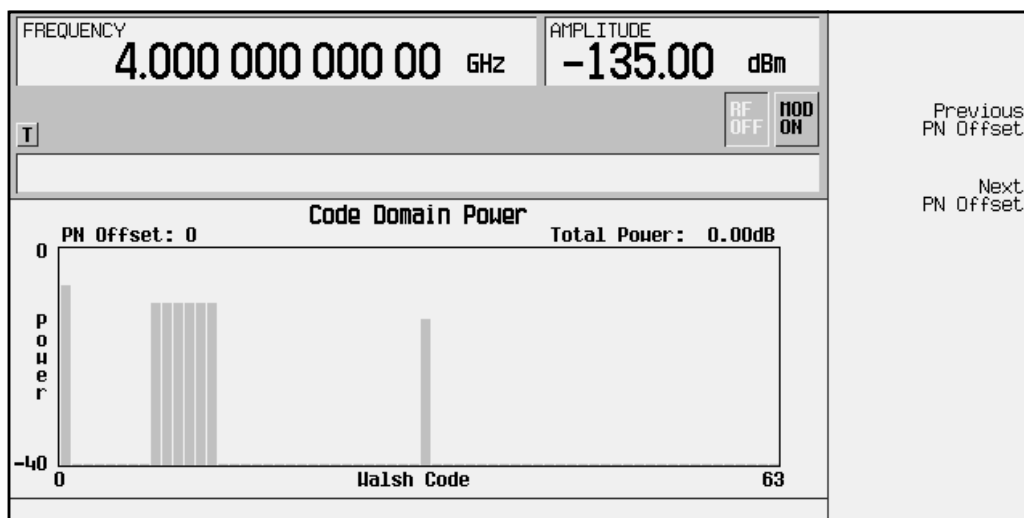 FREQUENCY
4.000 000 000 00 GHz
AMPLITUDE
-135.00 dBm
RF
OFF
MOD
ON
T
Previous
PN Offset
Next
PN Offset
Code Domain Power
PN Offset: 0
Total Power: 0.00dB
0
Power
-40
0
Walsh Code
63